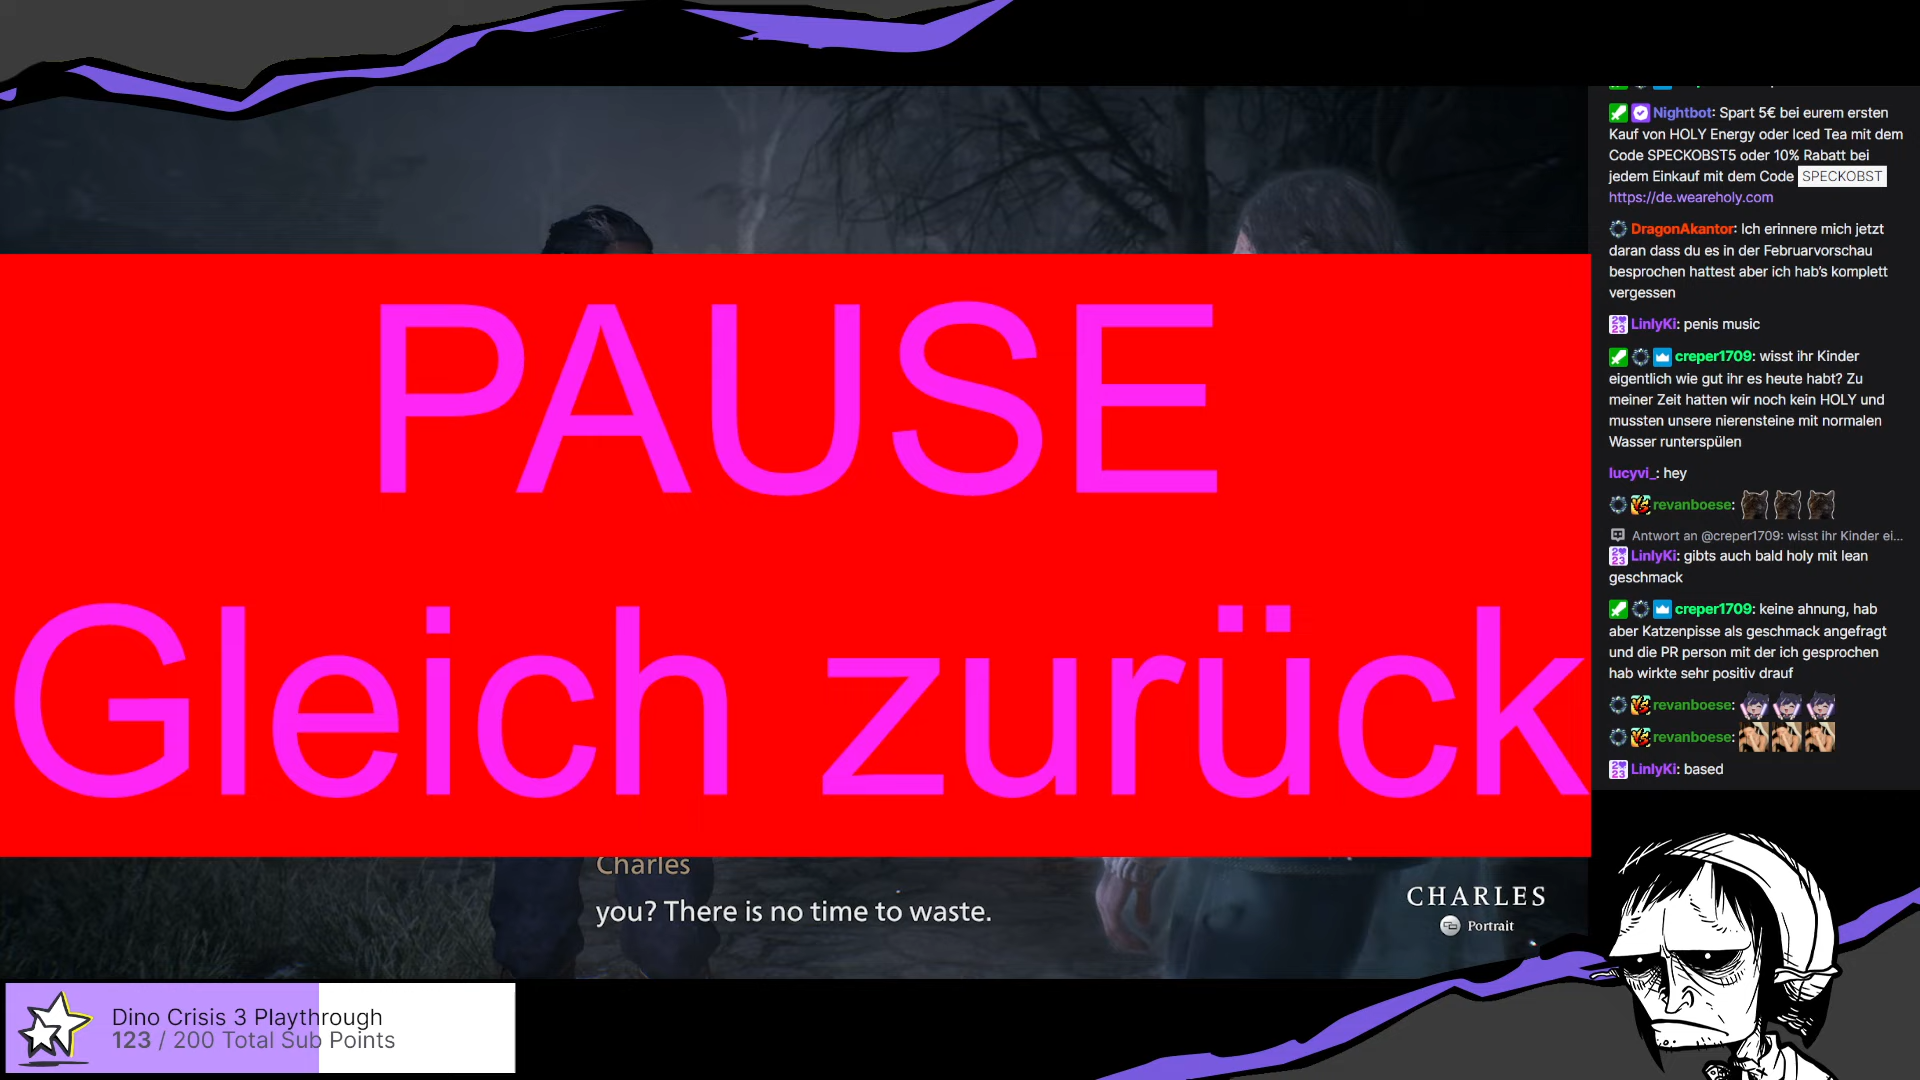 Nightbot: Spart 5€ bei eurem ersten
Kauf von HOLY Energy oder Iced Tea mit dem
Code SPECKOBST5 oder 10% Rabatt bei
jedem Einkauf mit dem Code SPECKOBST
https://de.weareholy.com
DragonAkantor: Ich erinnere mich jetzt
daran dass du es in der Februarvorschau
besprochen hattest aber ich hab's komplett
vergessen
LinlyKi: penis music
creper1709: wisst ihr Kinder
eigentlich wie gut ihr es heute habt? Zu
meiner Zeit hatten wir noch kein HOLY und
mussten unsere nierensteine mit normalen
Wasser runterspülen
lucyvi_: hey
revanboese:
Antwort an @creper1709: wisst ihr Kinder ei...
LinlyKi: gibts auch bald holy mit lean
geschmack
creper1709: keine ahnung, hab
aber Katzenpisse als geschmack angefragt
und die PR person mit der ich gesprochen
hab wirkte sehr positiv drauf
revanboese:
revanboese:
LinlyKi: based
PAUSE
Gleich zurück
Charles
you? There is no time to waste.
CHARLES
Portrait
Dino Crisis 3 Playthrough
123 / 200 Total Sub Points